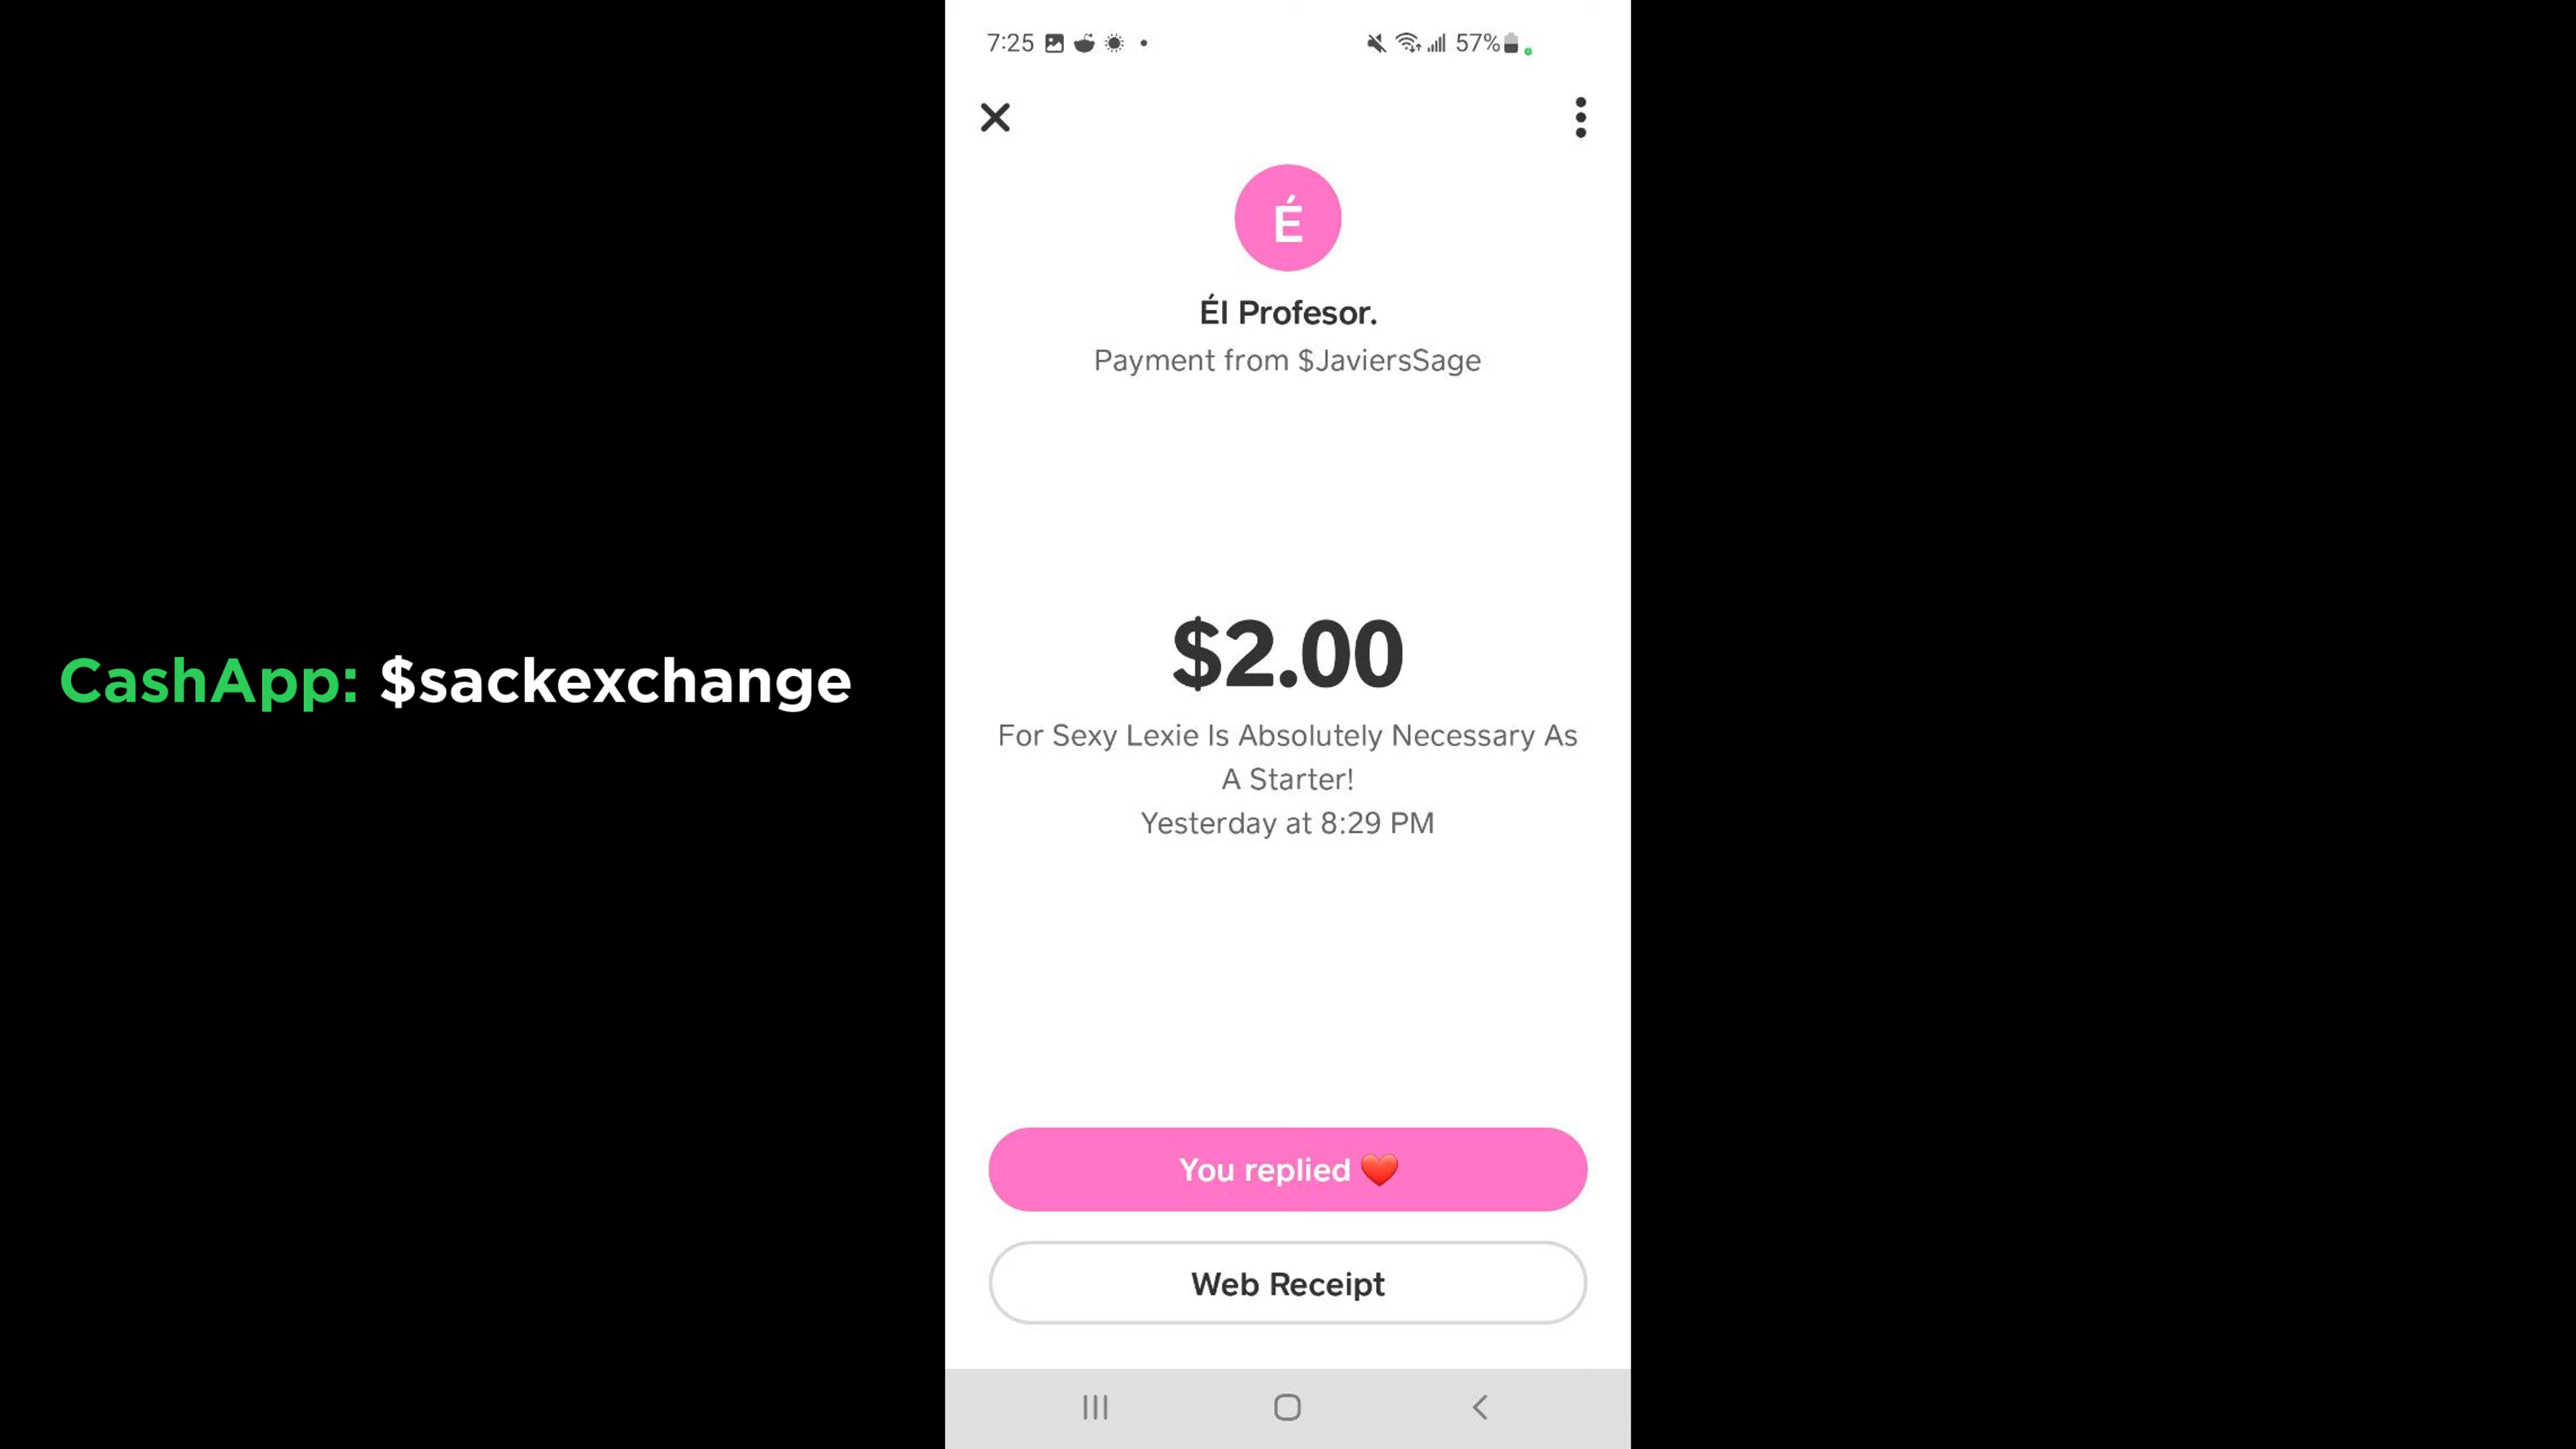 7:25
57%
É
Él Profesor.
Payment from $JaviersSage
$2.00
CashApp: $sackexchange
For Sexy Lexie Is Absolutely Necessary As
A Starter!
Yesterday at 8:29 PM
You replied ❤️
Web Receipt